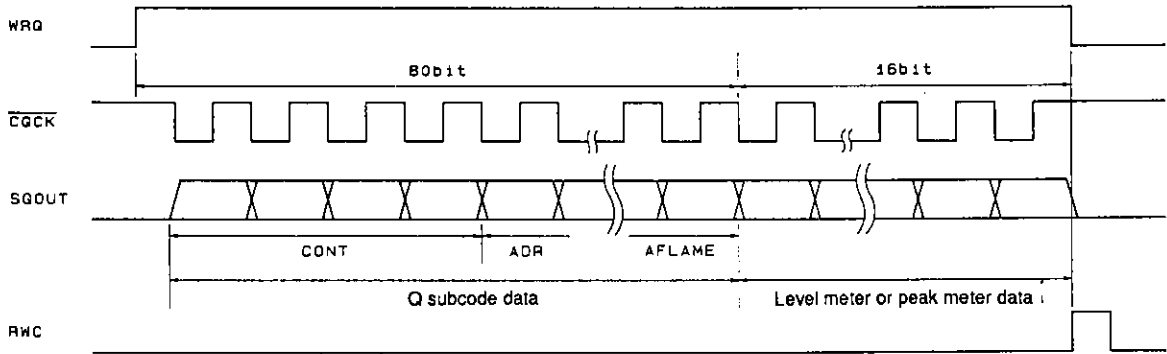 WRQ
80bit 16bit
CQCK
SQOUT
CONT ADR AFLAME
Q subcode data Level meter or peak meter data
RWC